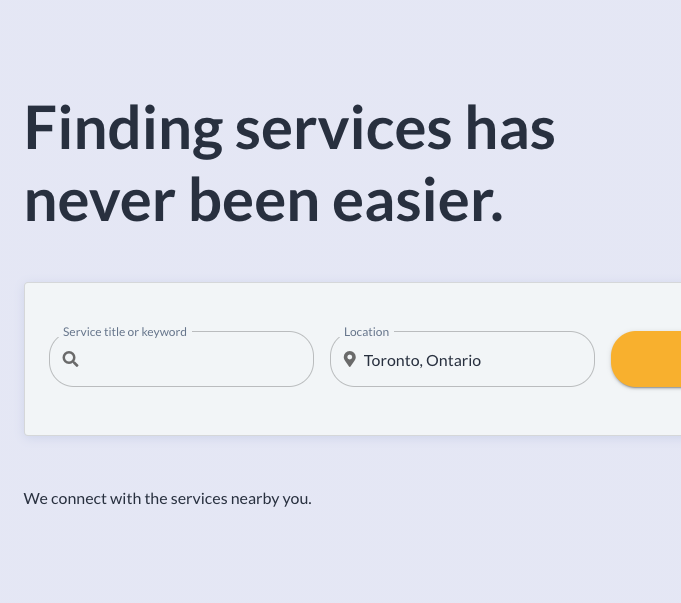 Finding services has
never been easier.
Service title or keyword
Location
Toronto, Ontario
We connect with the services nearby you.